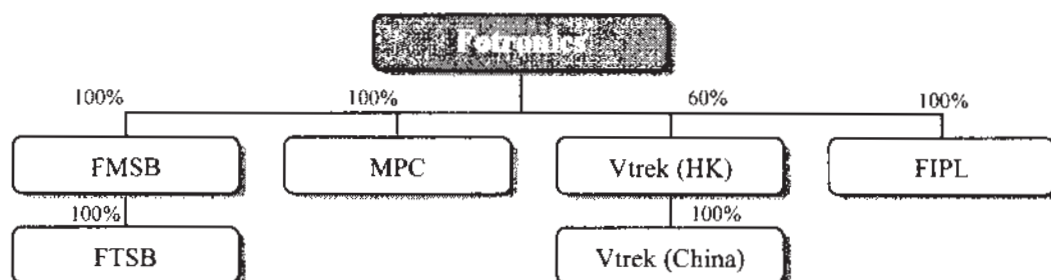 Fotronics
100% 100% 60% 100%
FMSB MPC Vtrek (HK) FIPL
100% 100%
FTSB Vtrek (China)